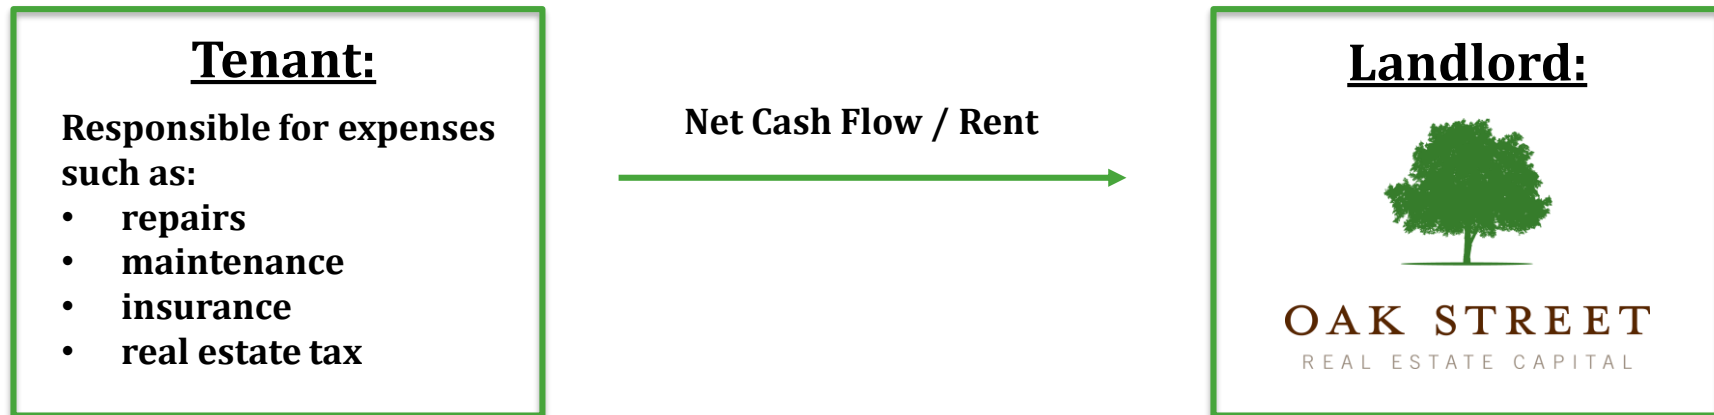 Tenant:
Responsible for expenses
such as:
• repairs
• maintenance
• insurance
• real estate tax
Net Cash Flow / Rent
Landlord:
OAK STREET
REAL ESTATE CAPITAL